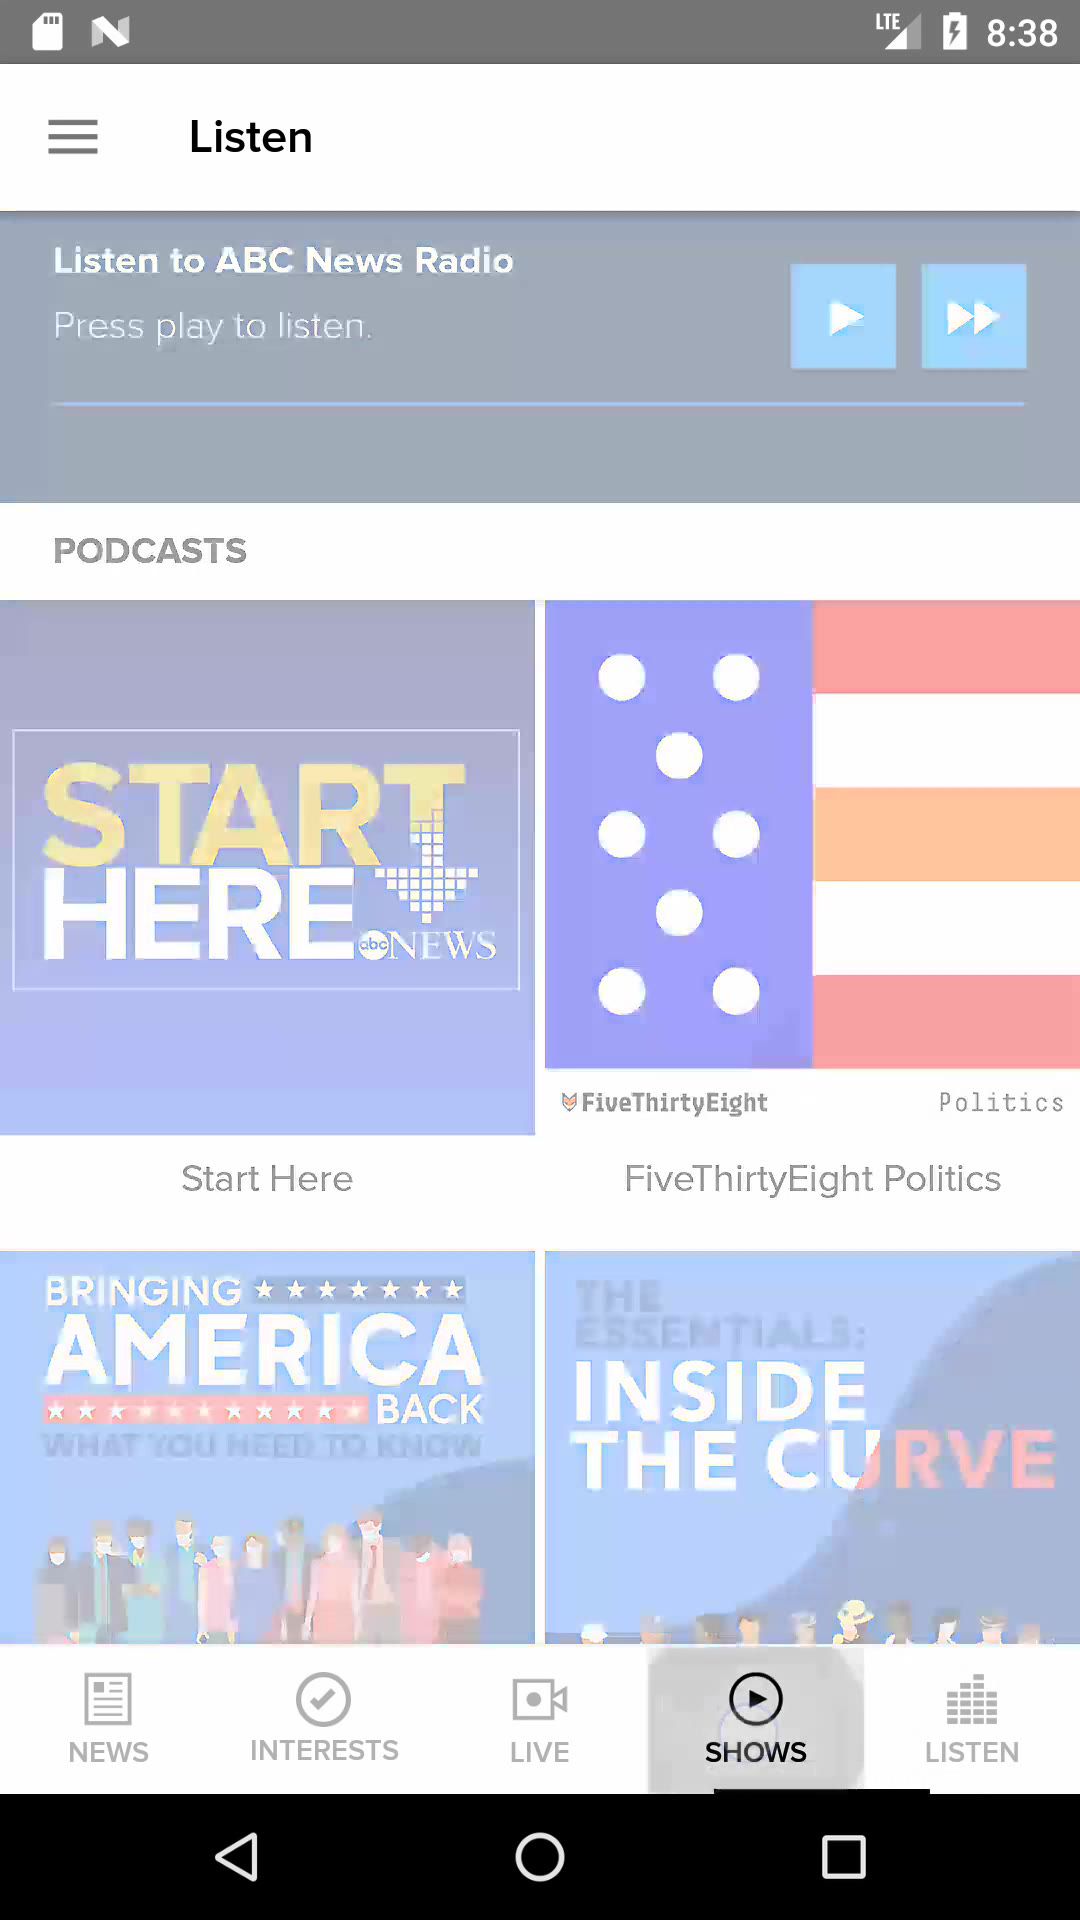 LTE 8:38
Listen
Listen to ABC News Radio
Press play to listen.
PODCASTS
START
HERE
abc NEWS
FiveThirtyEight
Politics
Start Here
FiveThirtyEight Politics
BRINGING
AMERICA
BACK
WHAT YOU NEED TO KNOW
THE
ESSENTIALS:
INSIDE
THE CURVE
NEWS
INTERESTS
LIVE
SHOWS
LISTEN